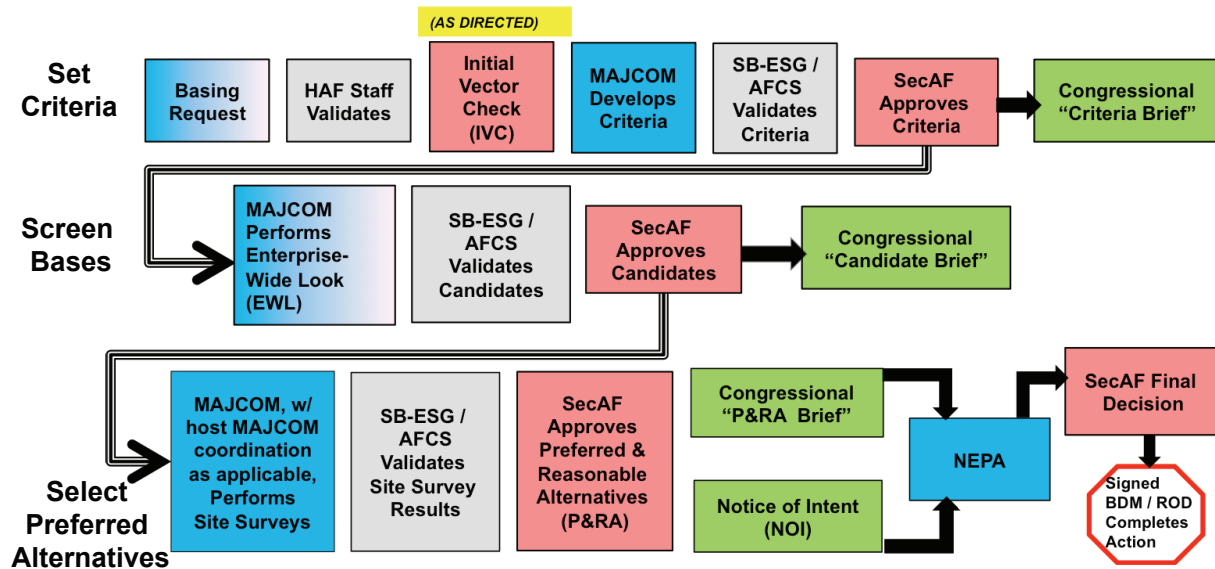 (AS DIRECTED)
Set
Criteria
Basing
Request
HAF Staff
Validates
Initial
Vector
Check
(IVC)
MAJCOM
Develops
Criteria
SB-ESG /
AFCS
Validates
Criteria
SecAF
Approves
Criteria
Congressional
“Criteria Brief”
Screen
Bases
MAJCOM
Performs
Enterprise-
Wide Look
(EWL)
SB-ESG /
AFCS
Validates
Candidates
SecAF
Approves
Candidates
Congressional
“Candidate Brief”
Select
Preferred
Alternatives
MAJCOM, w/
host MAJCOM
coordination
as applicable,
Performs
Site Surveys
SB-ESG /
AFCS
Validates
Site Survey
Results
SecAF
Approves
Preferred &
Reasonable
Alternatives
(P&RA)
Congressional
“P&RA Brief”
Notice of Intent
(NOI)
NEPA
SecAF Final
Decision
Signed
BDM / ROD
Completes
Action